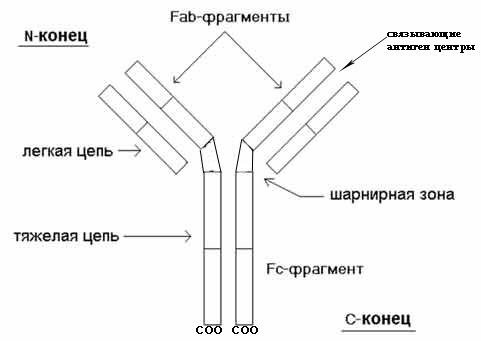 Fab-фрагменты
N-конец
связывающие
антиген центры
легкая цепь
шарнирная зона
тяжелая цепь
Fc-фрагмент
COO COO
C-конец